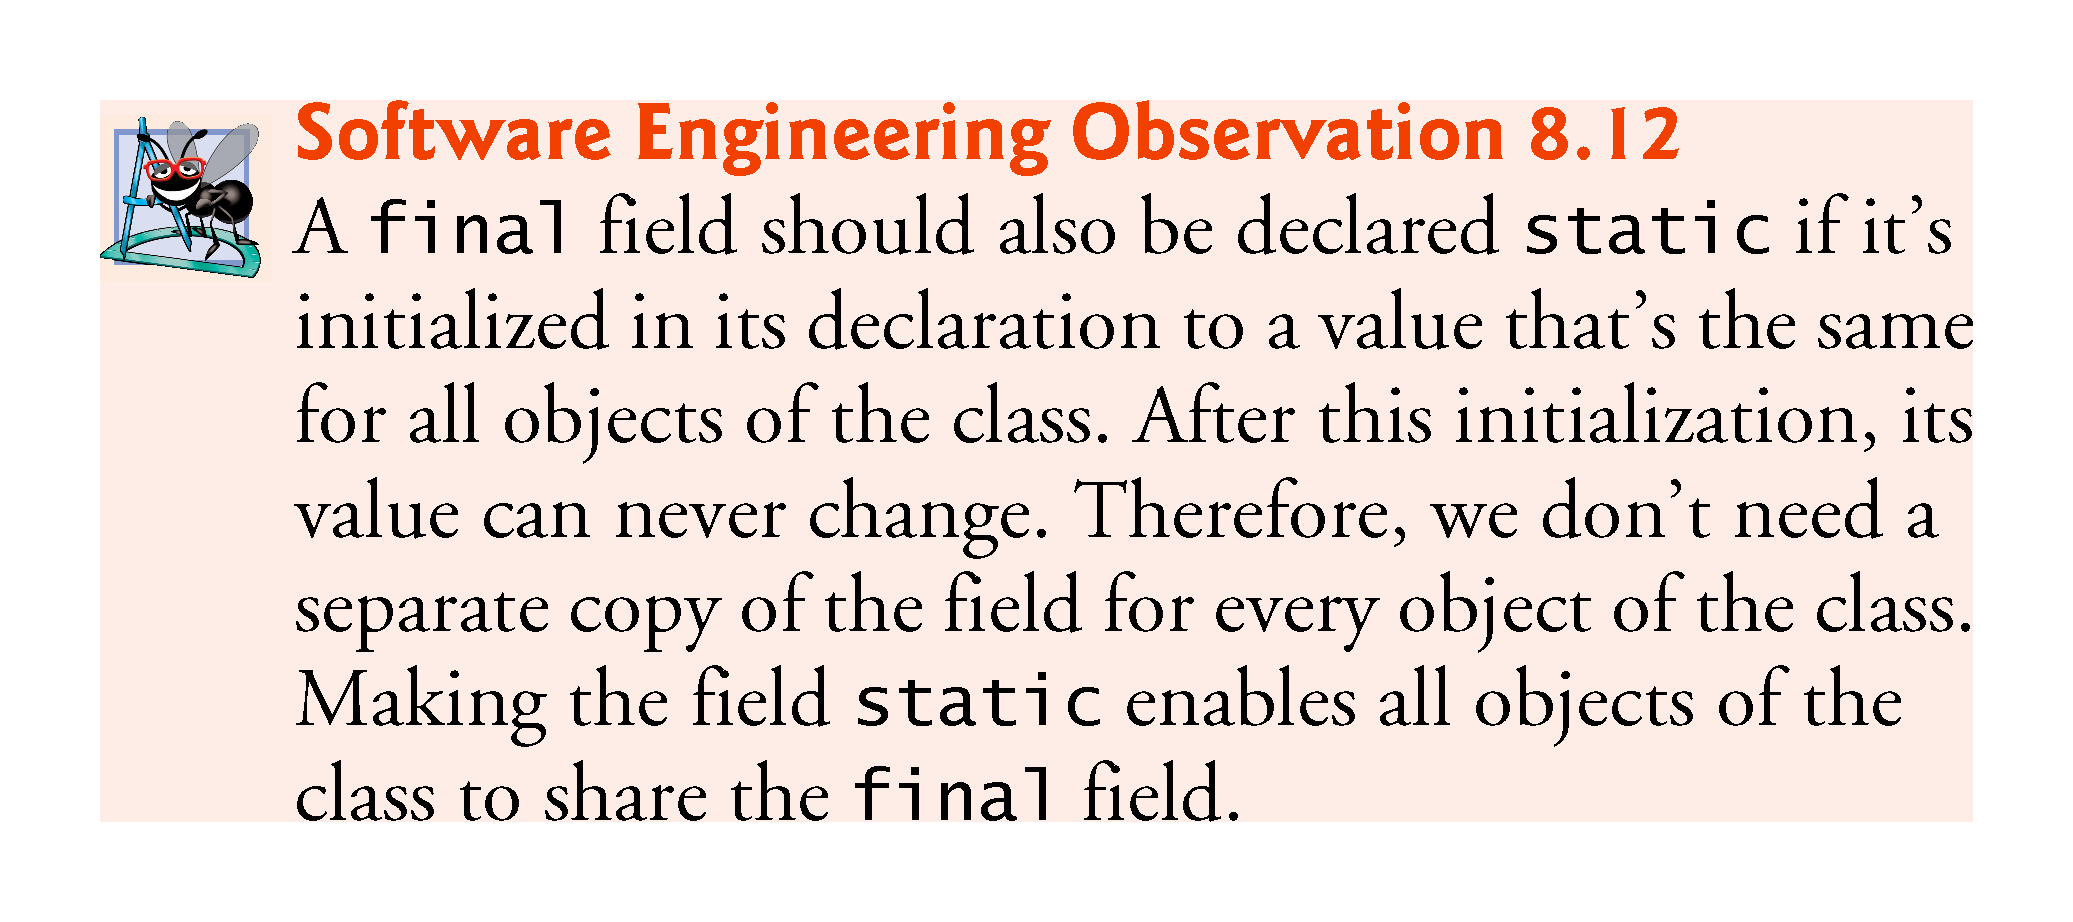 Software Engineering Observation 8.12
A final field should also be declared static if it’s
initialized in its declaration to a value that’s the same
for all objects of the class. After this initialization, its
value can never change. Therefore, we don’t need a
separate copy of the field for every object of the class.
Making the field static enables all objects of the
class to share the final field.